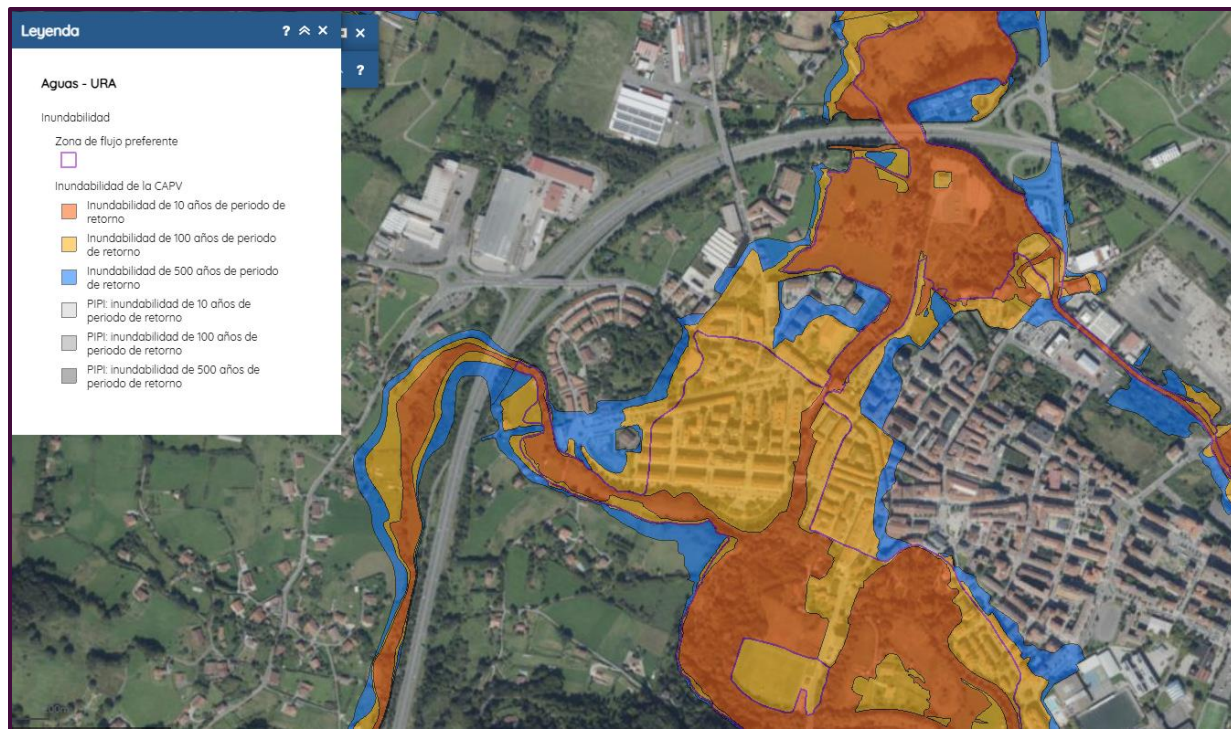 Leyenda ? x
x
?
Aguas - URA
Inundabilidad
Zona de flujo preferente
Inundabilidad de la CAPV
Inundabilidad de 10 años de periodo de
retorno
Inundabilidad de 100 años de periodo
de retorno
Inundabilidad de 500 años de periodo
de retorno
PIPI: inundabilidad de 10 años de
periodo de retorno
PIPI: inundabilidad de 100 años de
periodo de retorno
PIPI: inundabilidad de 500 años de
periodo de retorno